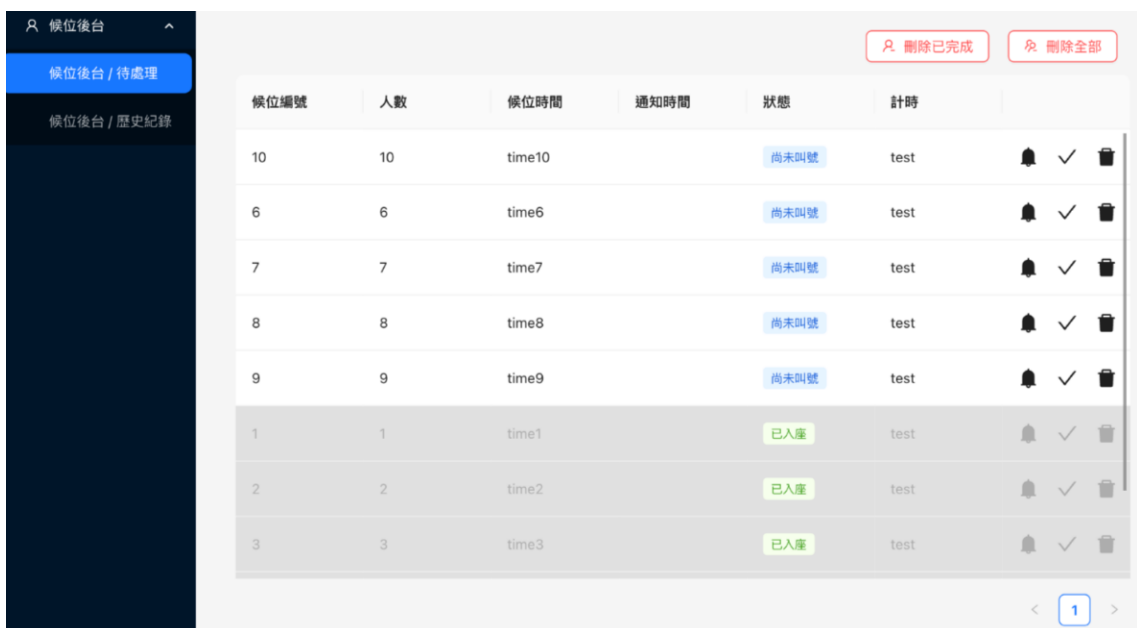 候位後台
候位後台 / 待處理
候位後台 / 歷史紀錄
刪除已完成 刪除全部
候位編號 人數 候位時間 通知時間 狀態 計時
10 10 time10 尚未叫號 test
6 6 time6 尚未叫號 test
7 7 time7 尚未叫號 test
8 8 time8 尚未叫號 test
9 9 time9 尚未叫號 test
1 1 time1 已入座 test
2 2 time2 已入座 test
3 3 time3 已入座 test
< 1 >